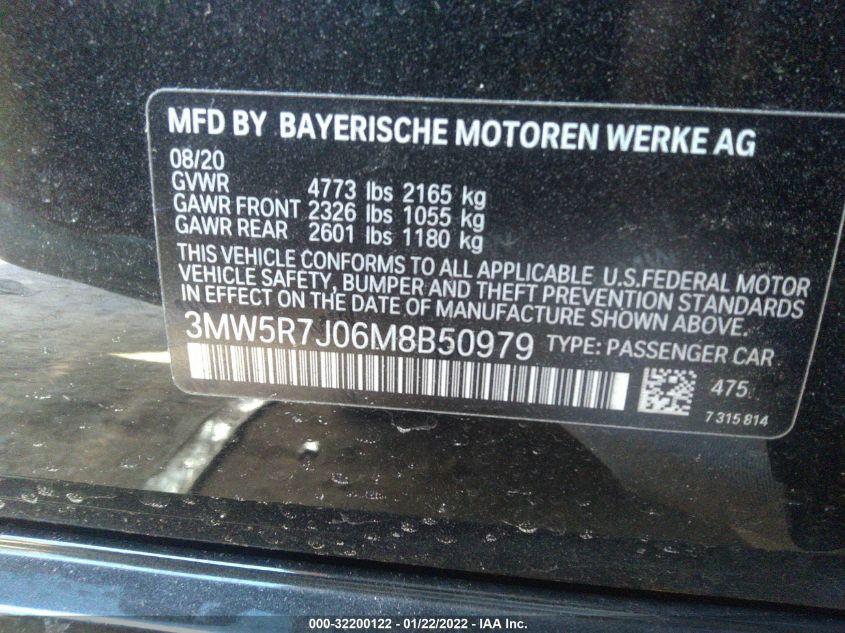 MFD BY BAYERISCHE MOTOREN WERKE AG
08/20
GVWR 4773 lbs 2165 kg
GAWR FRONT 2326 lbs 1055 kg
GAWR REAR 2601 lbs 1180 kg
THIS VEHICLE CONFORMS TO ALL APPLICABLE U.S.FEDERAL MOTOR
VEHICLE SAFETY, BUMPER AND THEFT PREVENTION STANDARDS
IN EFFECT ON THE DATE OF MANUFACTURE SHOWN ABOVE.
3MW5R7J06M8B50979 TYPE: PASSENGER CAR
475
7315814
000-32200122 - 01/22/2022 - IAA Inc.